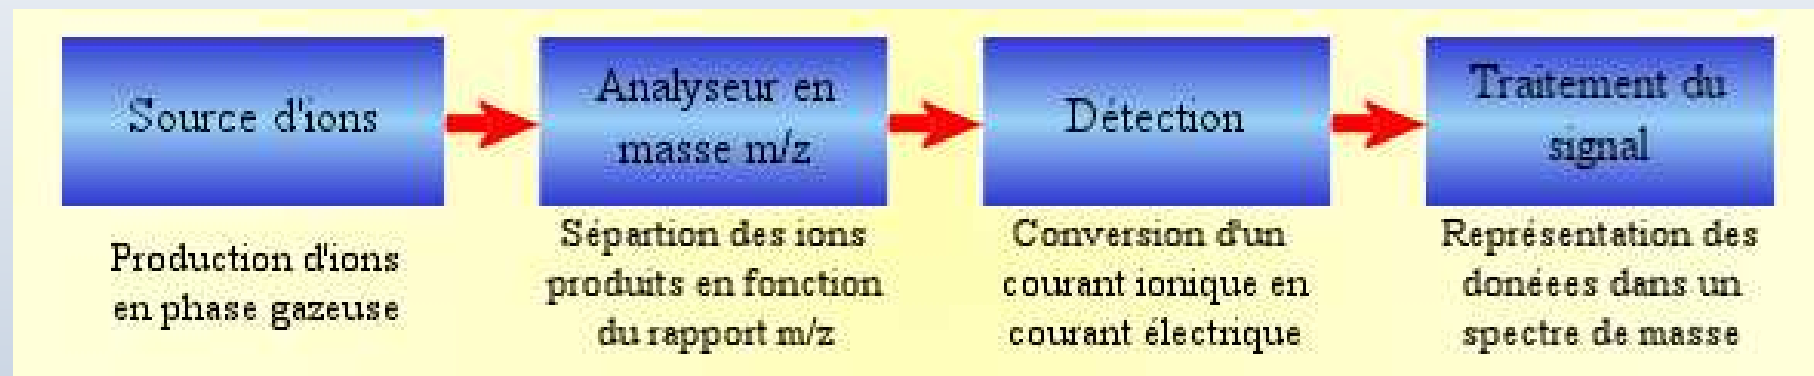 Source d'ions
Analyseur en
masse m/z
Détection
Traitement du
signal
Production d'ions
en phase gazeuse
Sépartion des ions
produits en fonction
du rapport m/z
Conversion d'un
courant ionique en
courant électrique
Représentation des
donéees dans un
spectre de masse